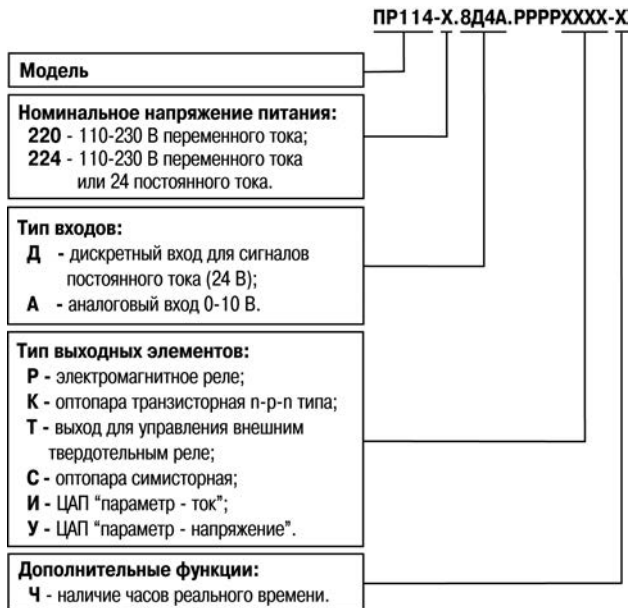 ПР114-Х.8Д4А.РРРРХХХХ-Х
Модель
Номинальное напряжение питания:
220 - 110-230 В переменного тока;
224 - 110-230 В переменного тока
или 24 постоянного тока.
Тип входов:
Д - дискретный вход для сигналов
постоянного тока (24 В);
А - аналоговый вход 0-10 В.
Тип выходных элементов:
Р - электромагнитное реле;
К - оптопара транзисторная n-p-n типа;
Т - выход для управления внешним
твердотельным реле;
С - оптопара симисторная;
И - ЦАП “параметр - ток”;
У - ЦАП “параметр - напряжение”.
Дополнительные функции:
Ч - наличие часов реального времени.